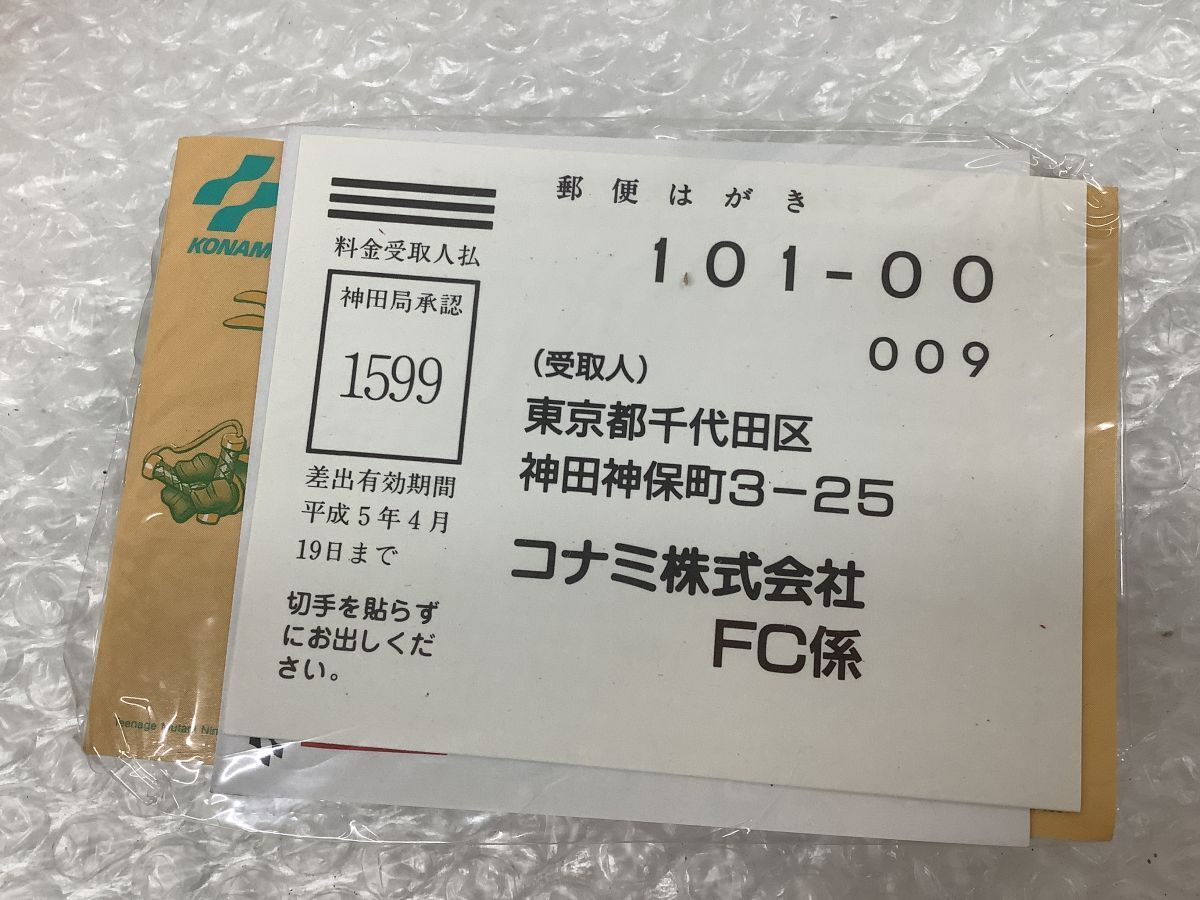 KONAM
郵便はがき
料金受取人払
神田局承認
1599
差出有効期間
平成5年4月
19日まで
切手を貼らず
にお出しくだ
さい。
101-00
009
(受取人)
東京都千代田区
神田神保町3-25
コナミ株式会社
FC係
Teenage Mutant Nin